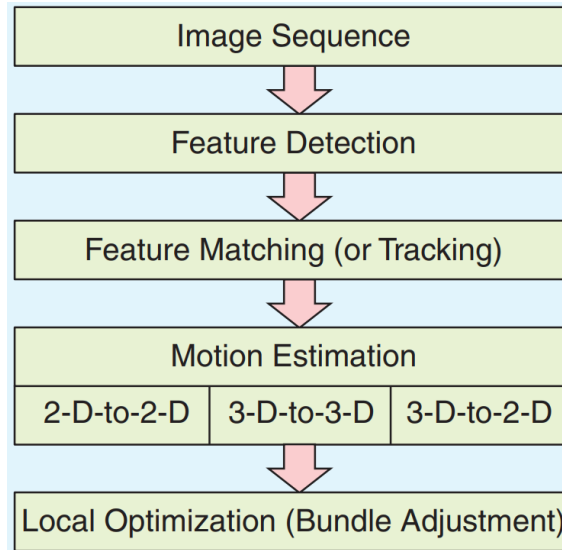 Image Sequence
Feature Detection
Feature Matching (or Tracking)
Motion Estimation
2-D-to-2-D 3-D-to-3-D 3-D-to-2-D
Local Optimization (Bundle Adjustment)